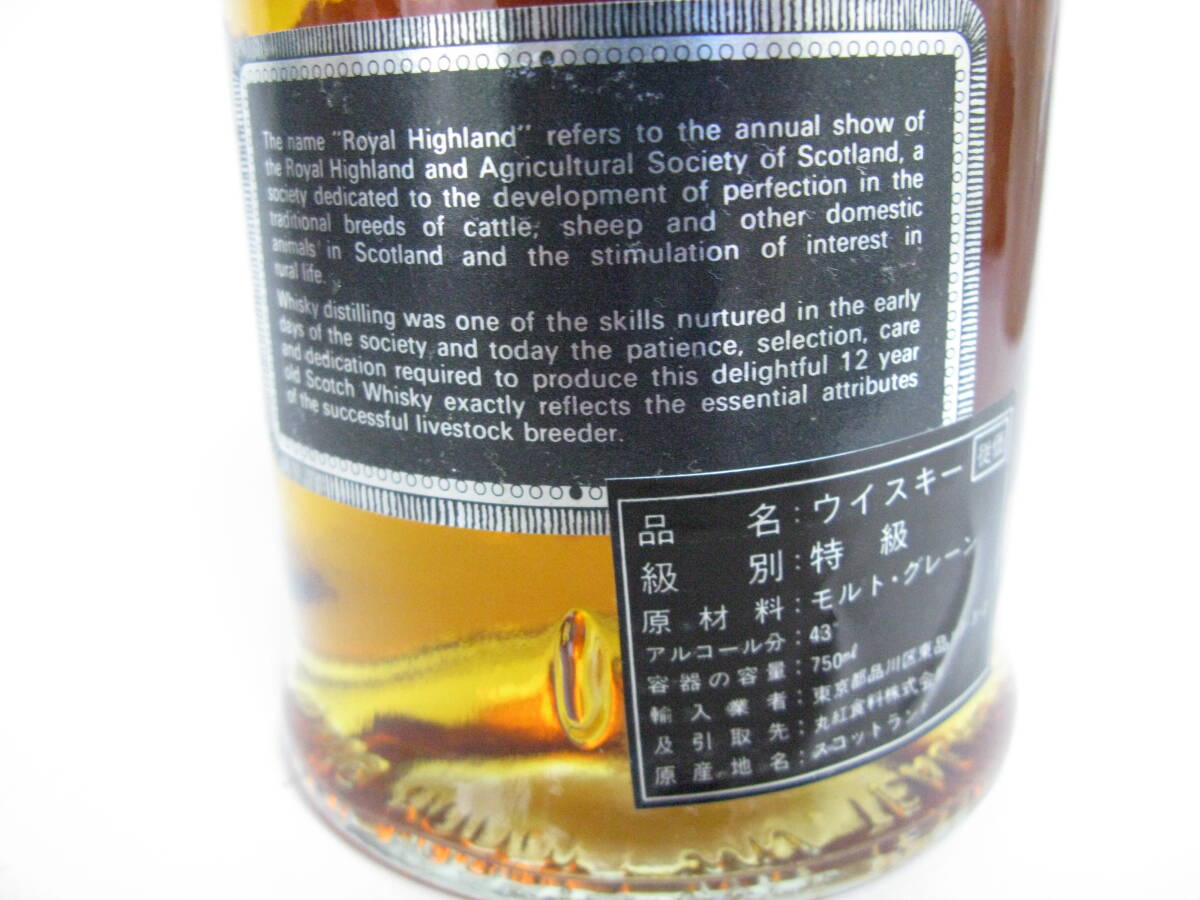 The name "Royal Highland" refers to the annual show of
the Royal Highland and Agricultural Society of Scotland, a
society dedicated to the development of perfection in the
traditional breeds of cattle, sheep and other domestic
animals in Scotland and the stimulation of interest in
rural life.
Whisky distilling was one of the skills nurtured in the early
days of the society and today the patience, selection, care
and dedication required to produce this delightful 12 year
old Scotch Whisky exactly reflects the essential attributes
of the successful livestock breeder.
従価
品名:ウイスキー
級別:特級
原材料:モルト・グレーン
アルコール分:43°
容器の容量:750ml
輸入業者:東京都品川区東品
及引取先:丸紅食料株式会
原産地名:スコットランド